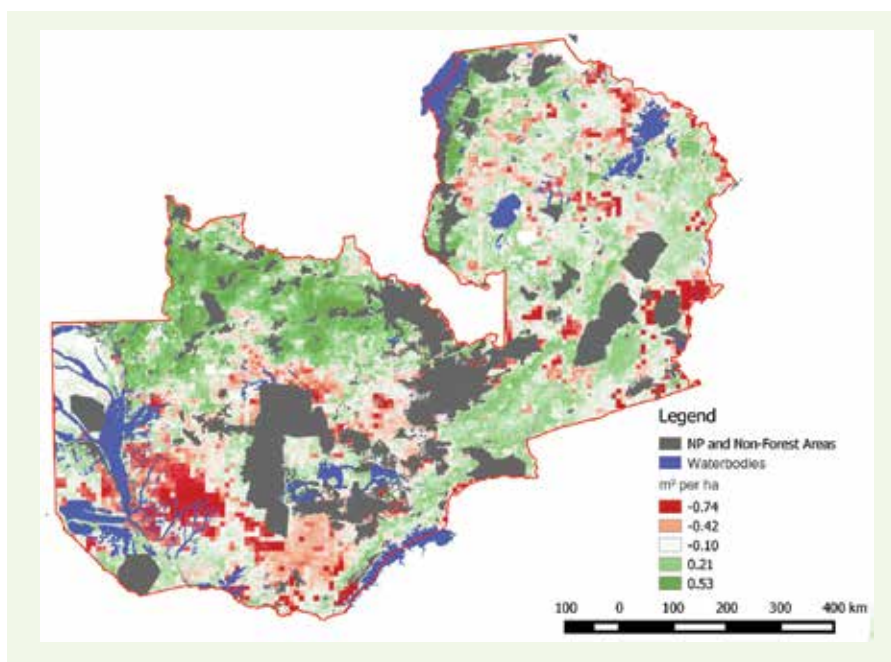 Legend
NP and Non-Forest Areas
Waterbodies
m³ per ha
-0.74
-0.42
-0.10
0.21
0.53
100 0 100 200 300 400 km